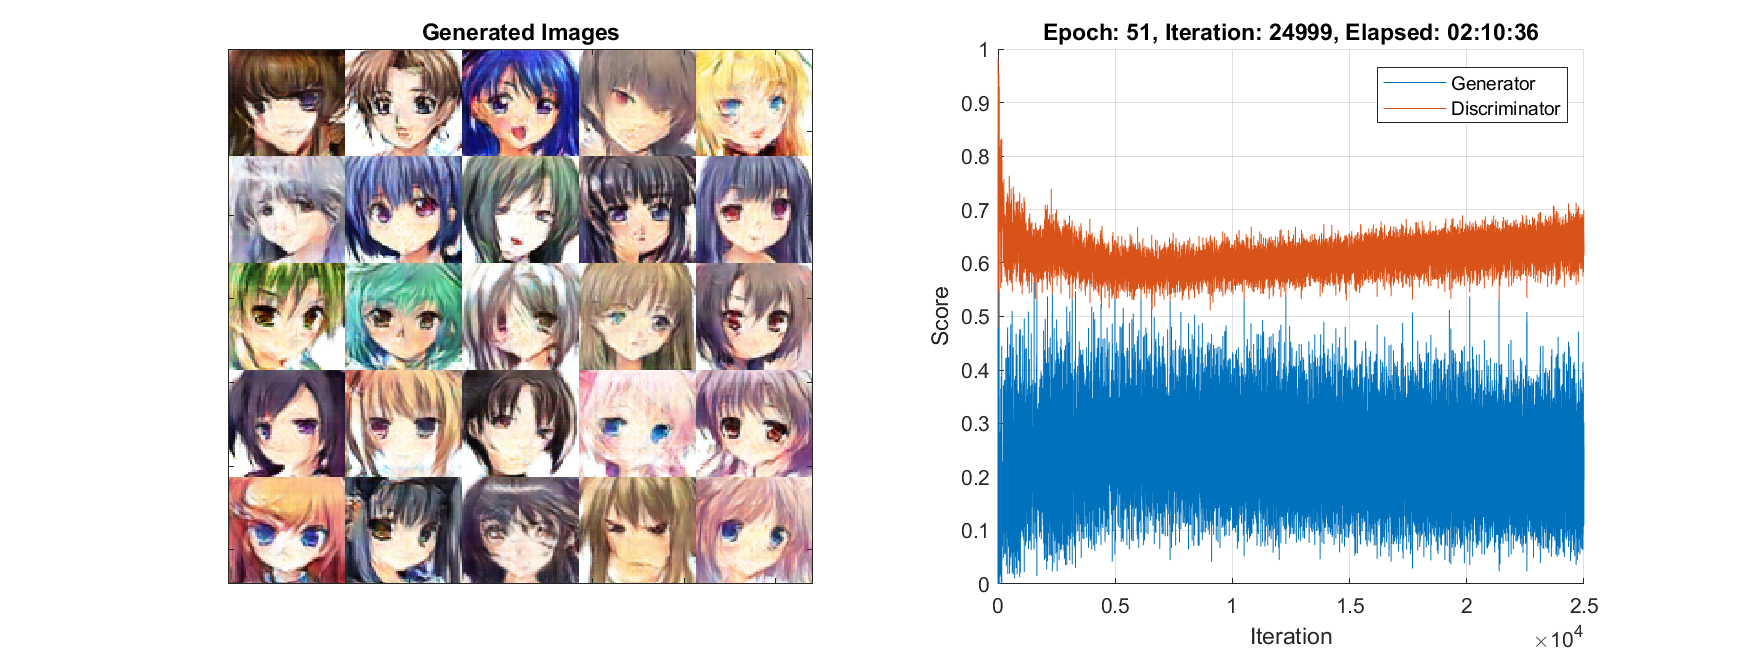 Generated Images
Epoch: 51, Iteration: 24999, Elapsed: 02:10:36
1
0.9
0.8
0.7
0.6
0.5
0.4
0.3
0.2
0.1
0
Score
Generator
Discriminator
0 0.5 1 1.5 2 2.5
Iteration
×10⁴